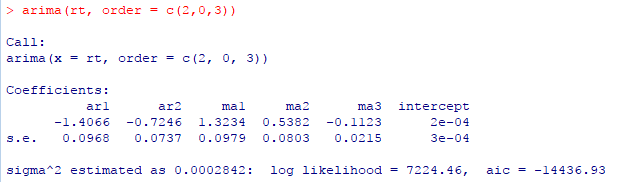 > arima(rt, order = c(2,0,3))
Call:
arima(x = rt, order = c(2, 0, 3))
Coefficients:
ar1 ar2 ma1 ma2 ma3 intercept
-1.4066 -0.7246 1.3234 0.5382 -0.1123 2e-04
s.e. 0.0968 0.0737 0.0979 0.0803 0.0215 3e-04
sigma^2 estimated as 0.0002842: log likelihood = 7224.46, aic = -14436.93